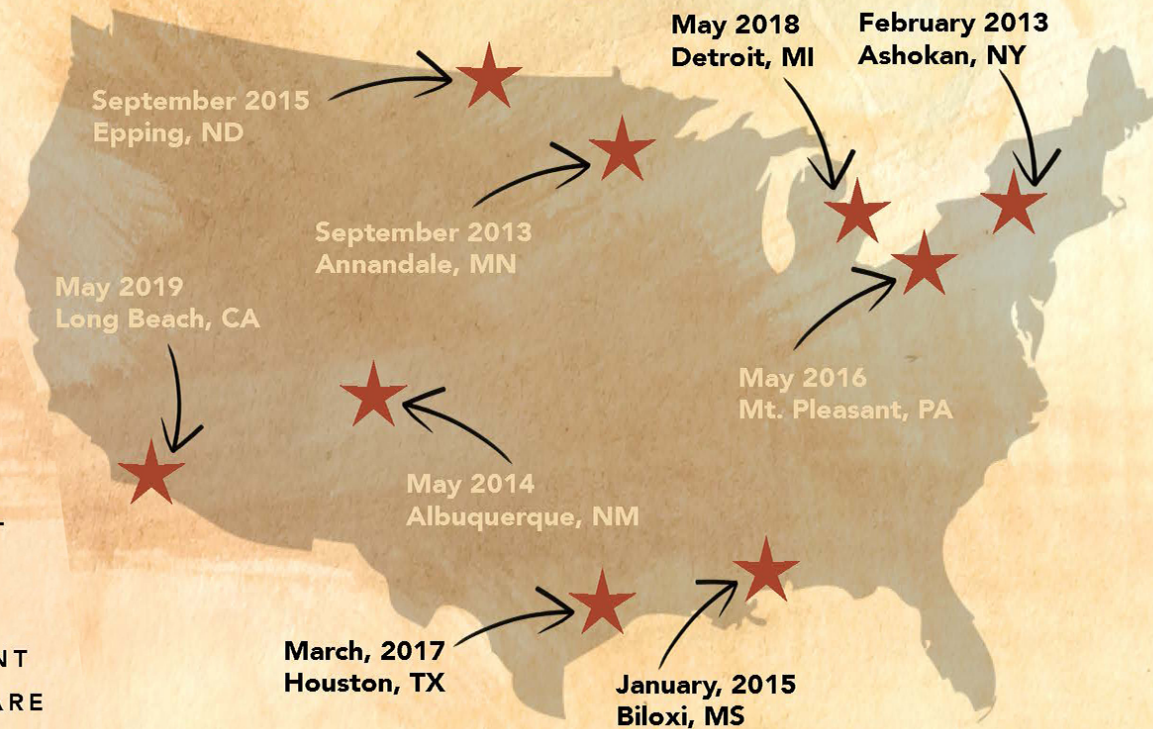 May 2018
Detroit, MI
February 2013
Ashokan, NY
September 2015
Epping, ND
September 2013
Annandale, MN
May 2019
Long Beach, CA
May 2016
Mt. Pleasant, PA
May 2014
Albuquerque, NM
March, 2017
Houston, TX
January, 2015
Biloxi, MS
NT
ARE